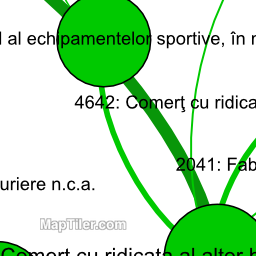 al echipamentelor sportive, în
4642: Comerţ cu ridica
2041: Fab
uriere n.c.a.
MapTiler.com
Comerţ cu ridicata al altor